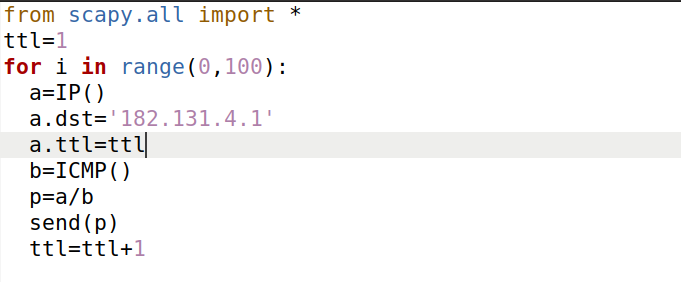 from scapy.all import *
ttl=1
for i in range(0,100):
  a=IP()
  a.dst='182.131.4.1'
  a.ttl=ttl
  b=ICMP()
  p=a/b
  send(p)
  ttl=ttl+1